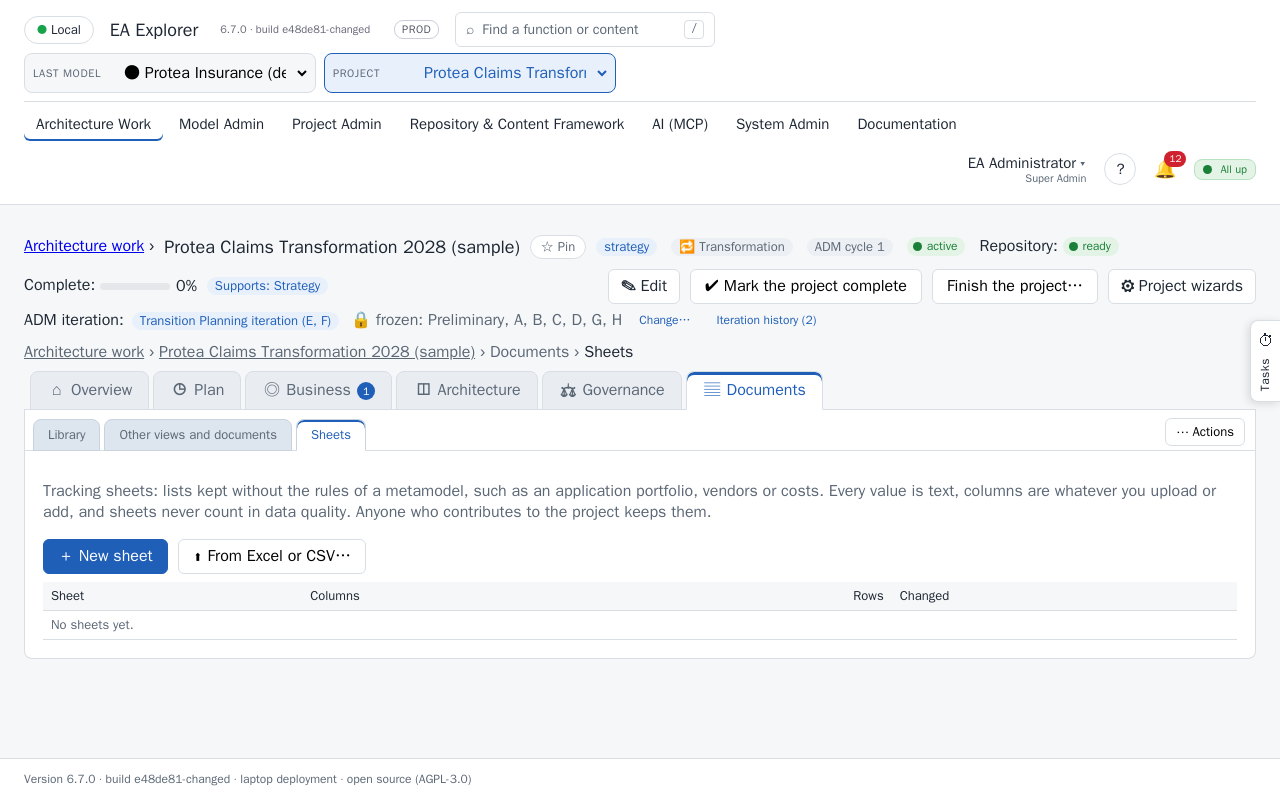 Local EA Explorer 6.7.0 · build e48de81-changed PROD Find a function or content /
LAST MODEL Protea Insurance (de PROJECT Protea Claims Transfor
Architecture Work Model Admin Project Admin Repository & Content Framework AI (MCP) System Admin Documentation
EA Administrator ▾ ? 12 All up
Super Admin
Architecture work › Protea Claims Transformation 2028 (sample) ☆ Pin strategy Transformation ADM cycle 1 active Repository: ready
Complete: 0% Supports: Strategy ✎ Edit ✔ Mark the project complete Finish the project… ⚙ Project wizards
ADM iteration: Transition Planning iteration (E, F) frozen: Preliminary, A, B, C, D, G, H Change… Iteration history (2)
Tasks
Architecture work › Protea Claims Transformation 2028 (sample) › Documents › Sheets
Overview Plan Business 1 Architecture Governance Documents
Library Other views and documents Sheets … Actions
Tracking sheets: lists kept without the rules of a metamodel, such as an application portfolio, vendors or costs. Every value is text, columns are whatever you upload or
add, and sheets never count in data quality. Anyone who contributes to the project keeps them.
+ New sheet From Excel or CSV…
Sheet Columns Rows Changed
No sheets yet.
Version 6.7.0 · build e48de81-changed · laptop deployment · open source (AGPL-3.0)